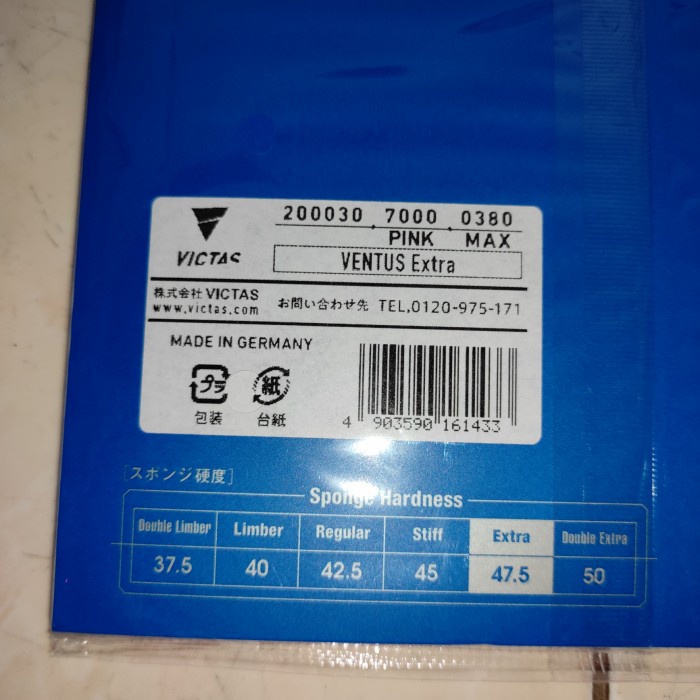 200030 7000 0380
PINK MAX
VICTAS
VENTUS Extra
株式会社 VICTAS
www.victas.com
お問い合わせ先 TEL,0120-975-171
MADE IN GERMANY
プラ
紙
包装
台紙
4 903590 161433
[スポンジ硬度]
Sponge Hardness
Double Limber Limber Regular Stiff Extra Double Extra
37.5 40 42.5 45 47.5 50